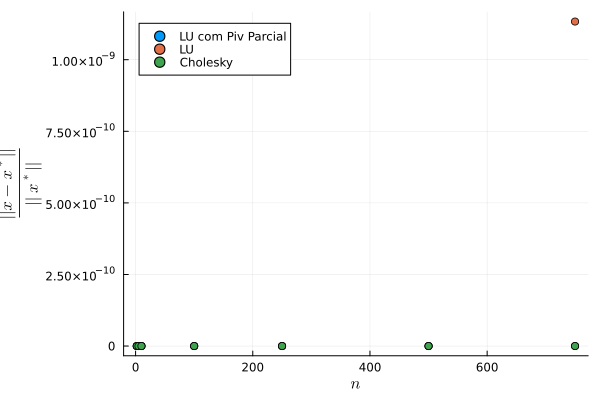 LU com Piv Parcial
LU
Cholesky
1.00×10⁻⁹
7.50×10⁻¹⁰
5.00×10⁻¹⁰
2.50×10⁻¹⁰
0
||x − x*||
||x*||
0 200 400 600
n